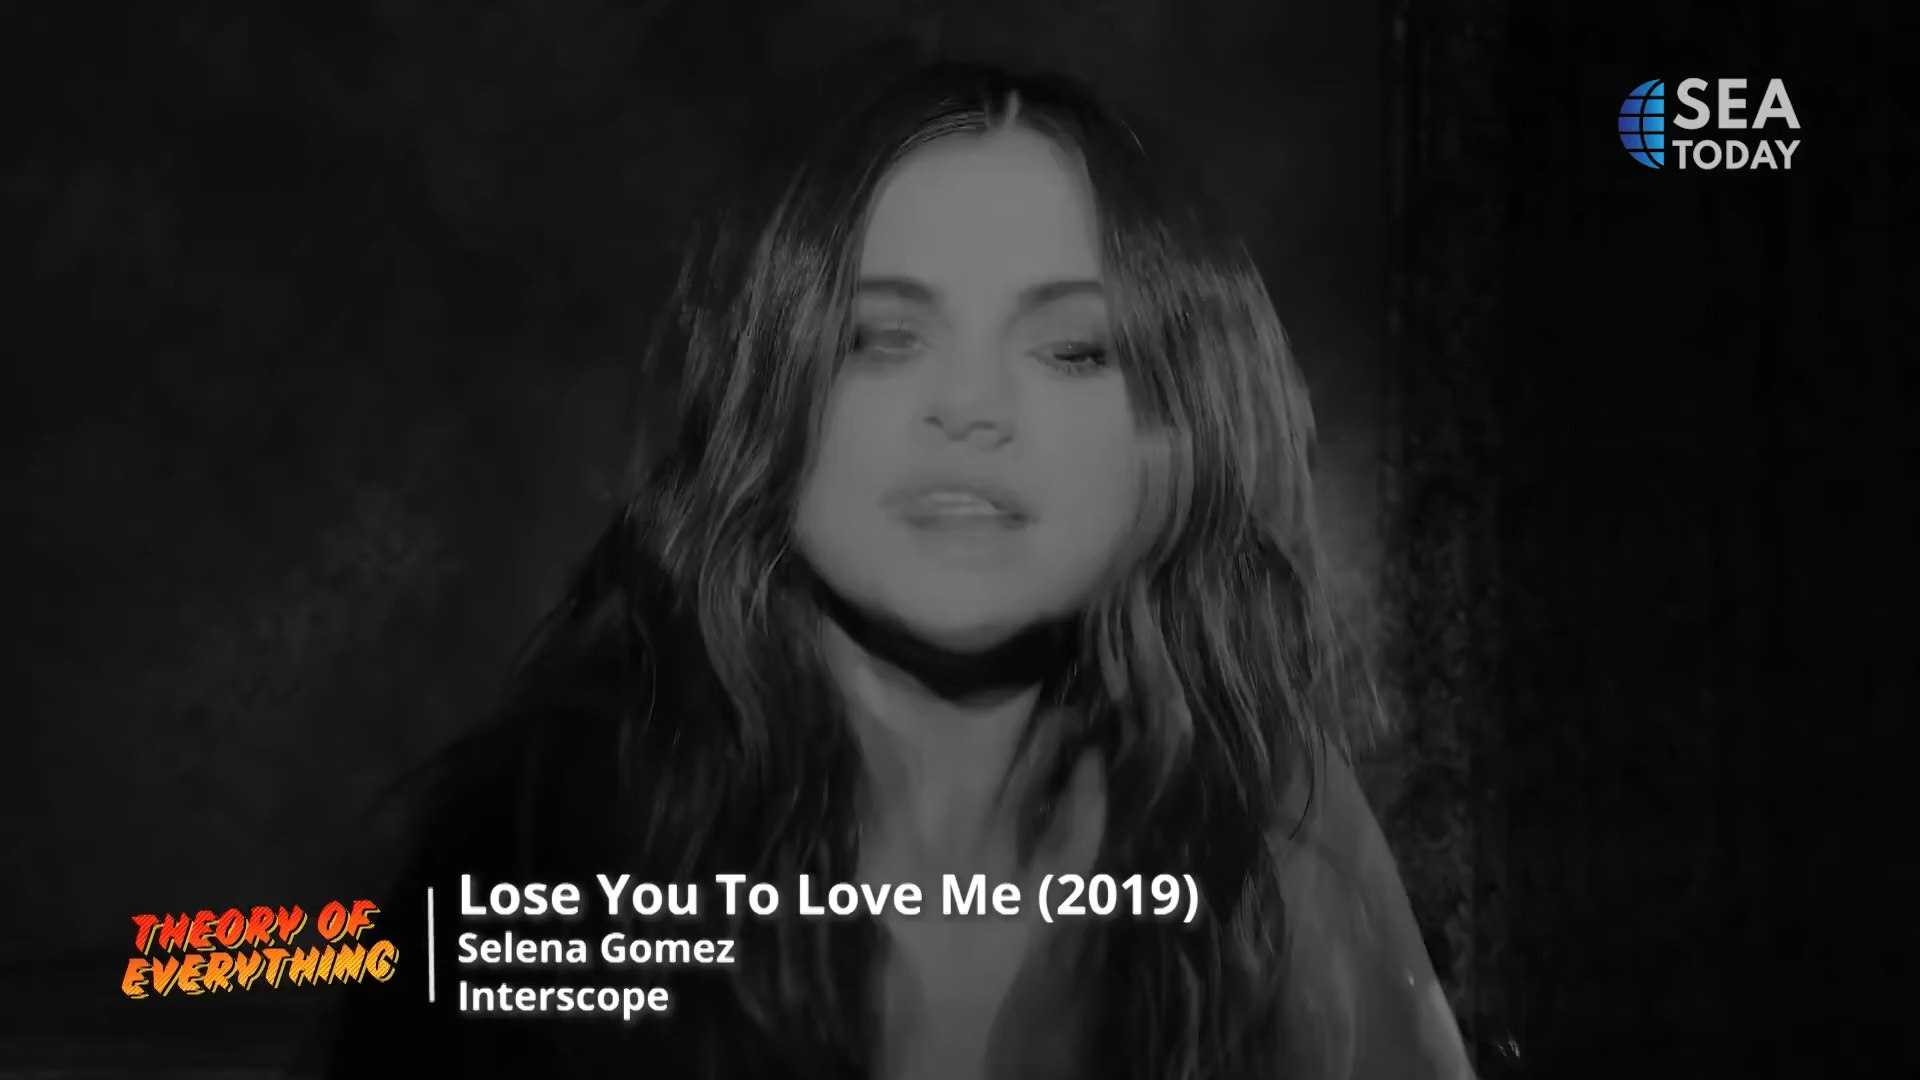 SEA
TODAY
THEORY OF
EVERYTHING
Lose You To Love Me (2019)
Selena Gomez
Interscope